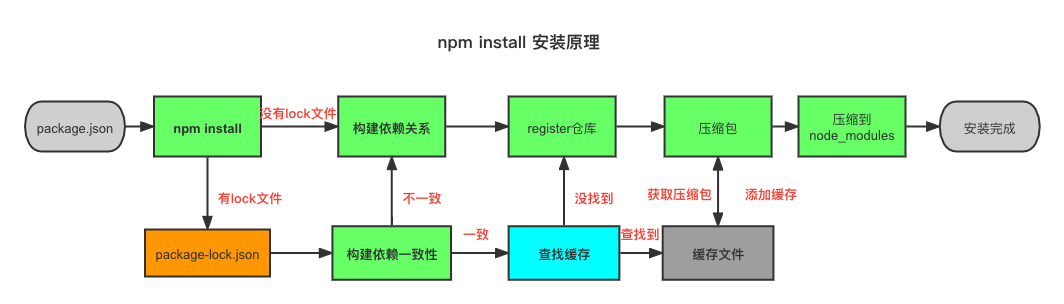 npm install 安装原理
package.json
npm install
没有lock文件
构建依赖关系
register仓库
压缩包
压缩到
node_modules
安装完成
有lock文件
不一致
没找到
获取压缩包
添加缓存
package-lock.json
构建依赖一致性
一致
查找缓存
查找到
缓存文件